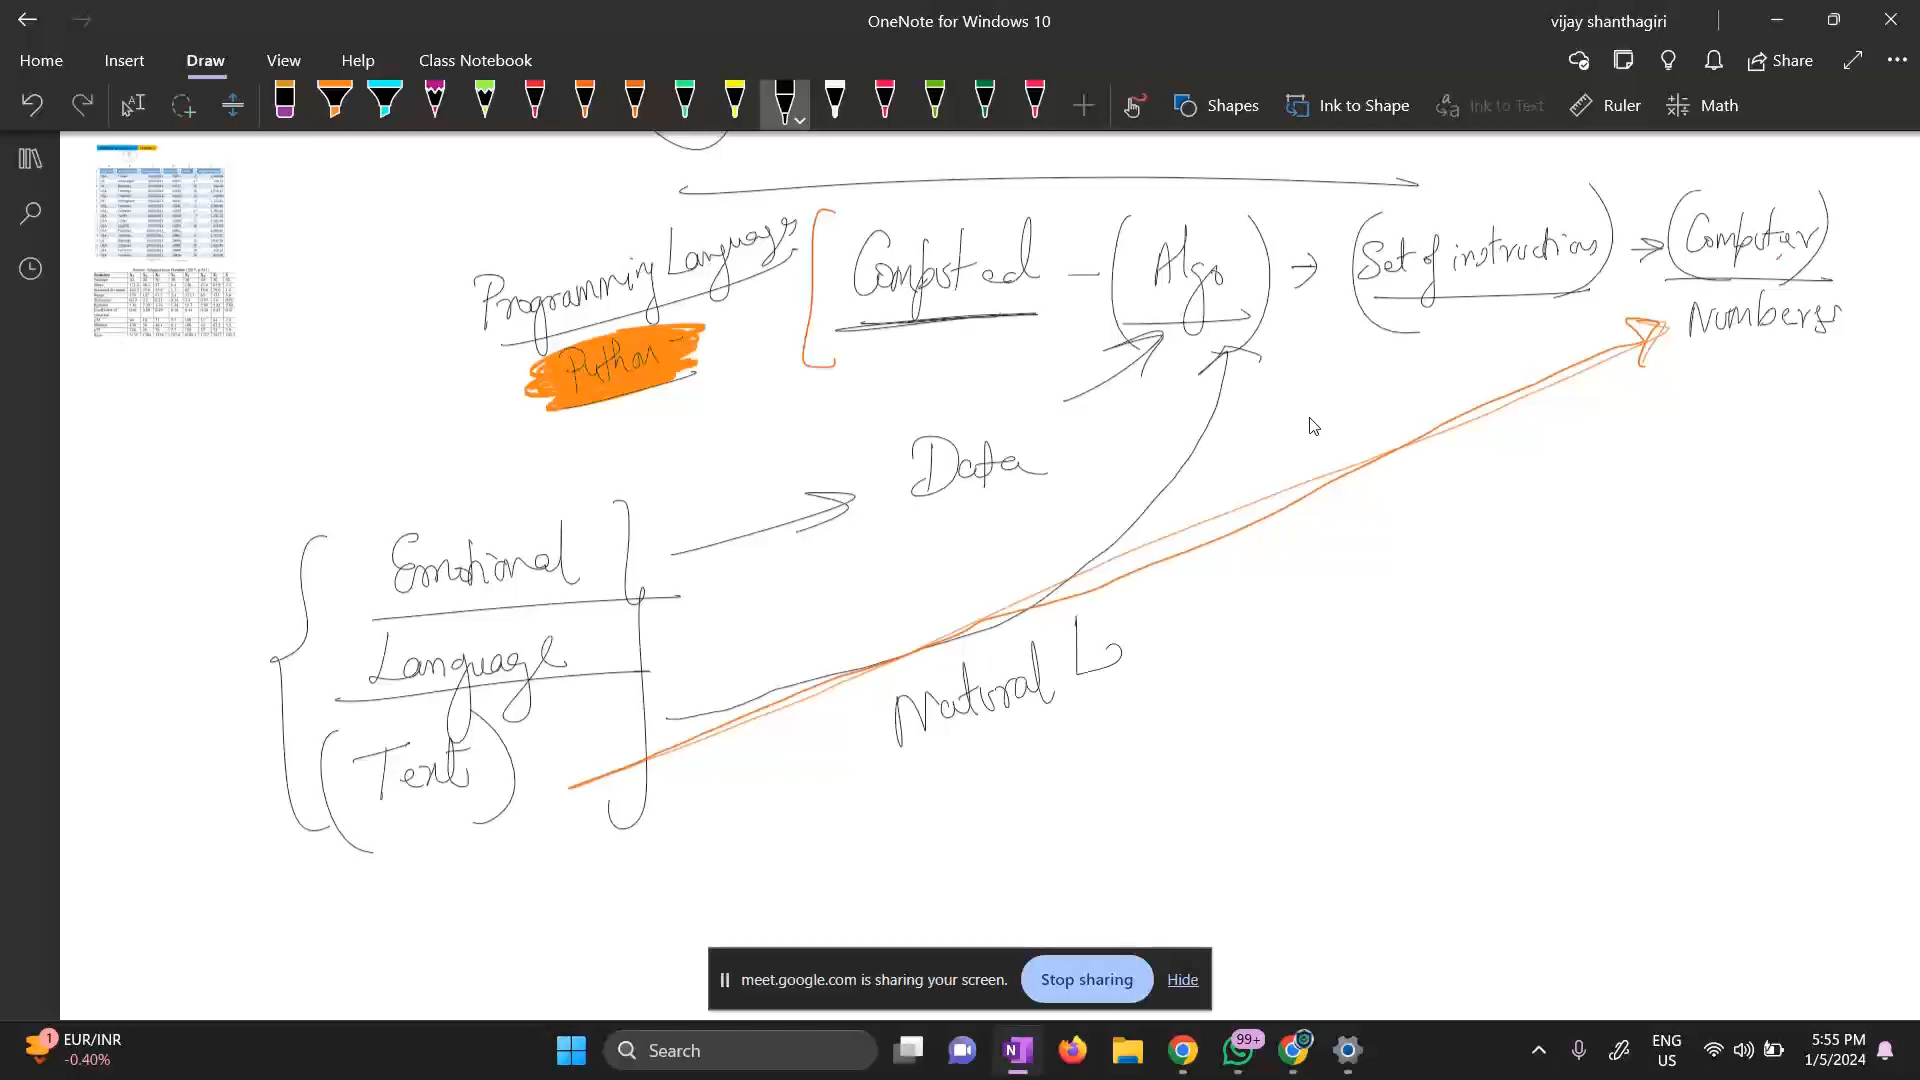 OneNote for Windows 10
vijay shanthagiri
Home Insert Draw View Help Class Notebook
Share
Shapes Ink to Shape Ink to Text Ruler Math
Programming Language
Python
Computed - Algo → Set of instructions → Computer
Numbers
Data
Emotional
Language
Text
Natural L
meet.google.com is sharing your screen. Stop sharing Hide
1
EUR/INR
-0.40%
Search
99+
ENG
US
5:55 PM
1/5/2024